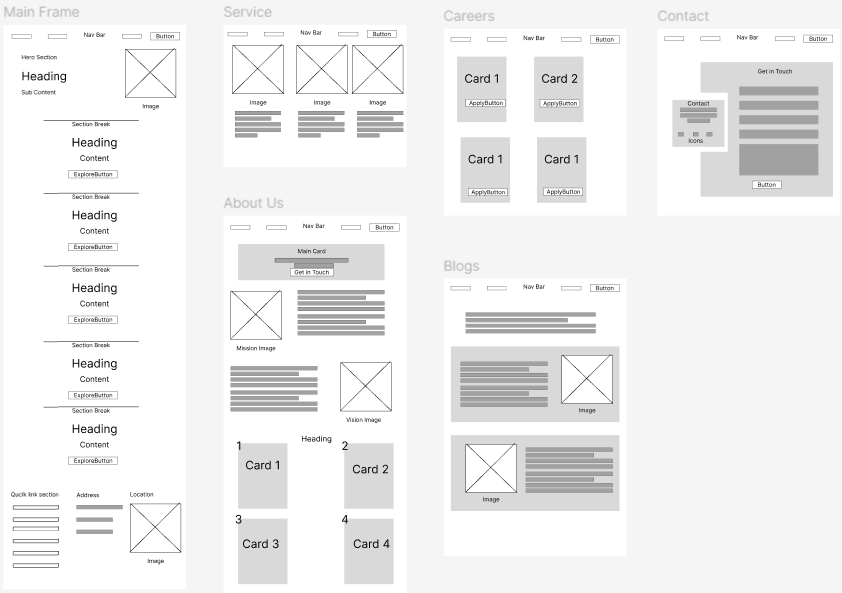 Main Frame
Nav Bar
Button
Hero Section
Heading
Sub Content
Image
Section Break
Heading
Content
ExploreButton
Section Break
Heading
Content
ExploreButton
Section Break
Heading
Content
ExploreButton
Section Break
Heading
Content
ExploreButton
Section Break
Heading
Content
ExploreButton
Qucik link section
Address
Location
Image
Service
Nav Bar
Button
Image
Image
Image
About Us
Nav Bar
Button
Main Card
Get in Touch
Mission Image
Vision Image
Heading
1
Card 1
2
Card 2
3
Card 3
4
Card 4
Careers
Nav Bar
Button
Card 1
ApplyButton
Card 2
ApplyButton
Card 1
ApplyButton
Card 1
ApplyButton
Blogs
Nav Bar
Button
Image
Image
Contact
Nav Bar
Button
Get in Touch
Contact
Icons
Button